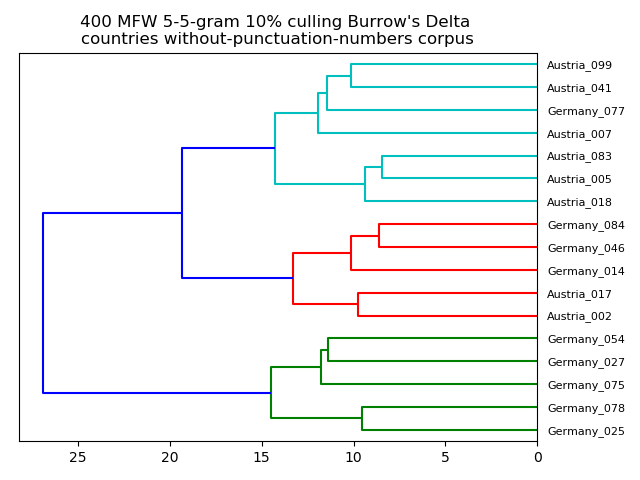 400 MFW 5-5-gram 10% culling Burrow's Delta
countries without-punctuation-numbers corpus
Austria_099
Austria_041
Germany_077
Austria_007
Austria_083
Austria_005
Austria_018
Germany_084
Germany_046
Germany_014
Austria_017
Austria_002
Germany_054
Germany_027
Germany_075
Germany_078
Germany_025
25 20 15 10 5 0